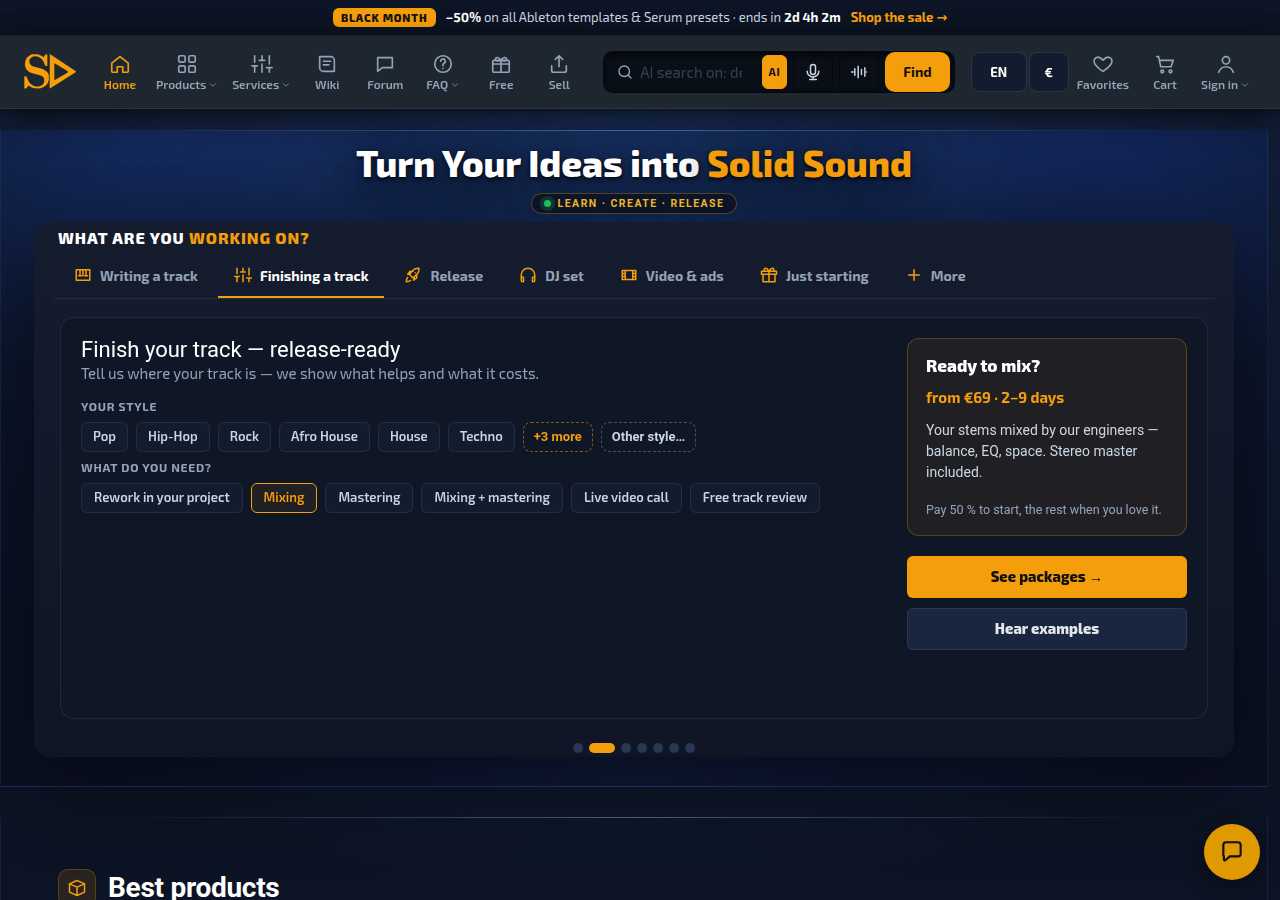 BLACK MONTH −50% on all Ableton templates & Serum presets · ends in 2d 4h 2m Shop the sale →
SD
Home Products Services Wiki Forum FAQ Free Sell
AI search on: dr AI Find
EN € Favorites Cart Sign in
Turn Your Ideas into Solid Sound
LEARN · CREATE · RELEASE
WHAT ARE YOU WORKING ON?
Writing a track Finishing a track Release DJ set Video & ads Just starting More
Finish your track — release-ready
Tell us where your track is — we show what helps and what it costs.
YOUR STYLE
Pop Hip-Hop Rock Afro House House Techno +3 more Other style...
WHAT DO YOU NEED?
Rework in your project Mixing Mastering Mixing + mastering Live video call Free track review
Ready to mix?
from €69 · 2–9 days
Your stems mixed by our engineers —
balance, EQ, space. Stereo master
included.
Pay 50 % to start, the rest when you love it.
See packages →
Hear examples
Best products